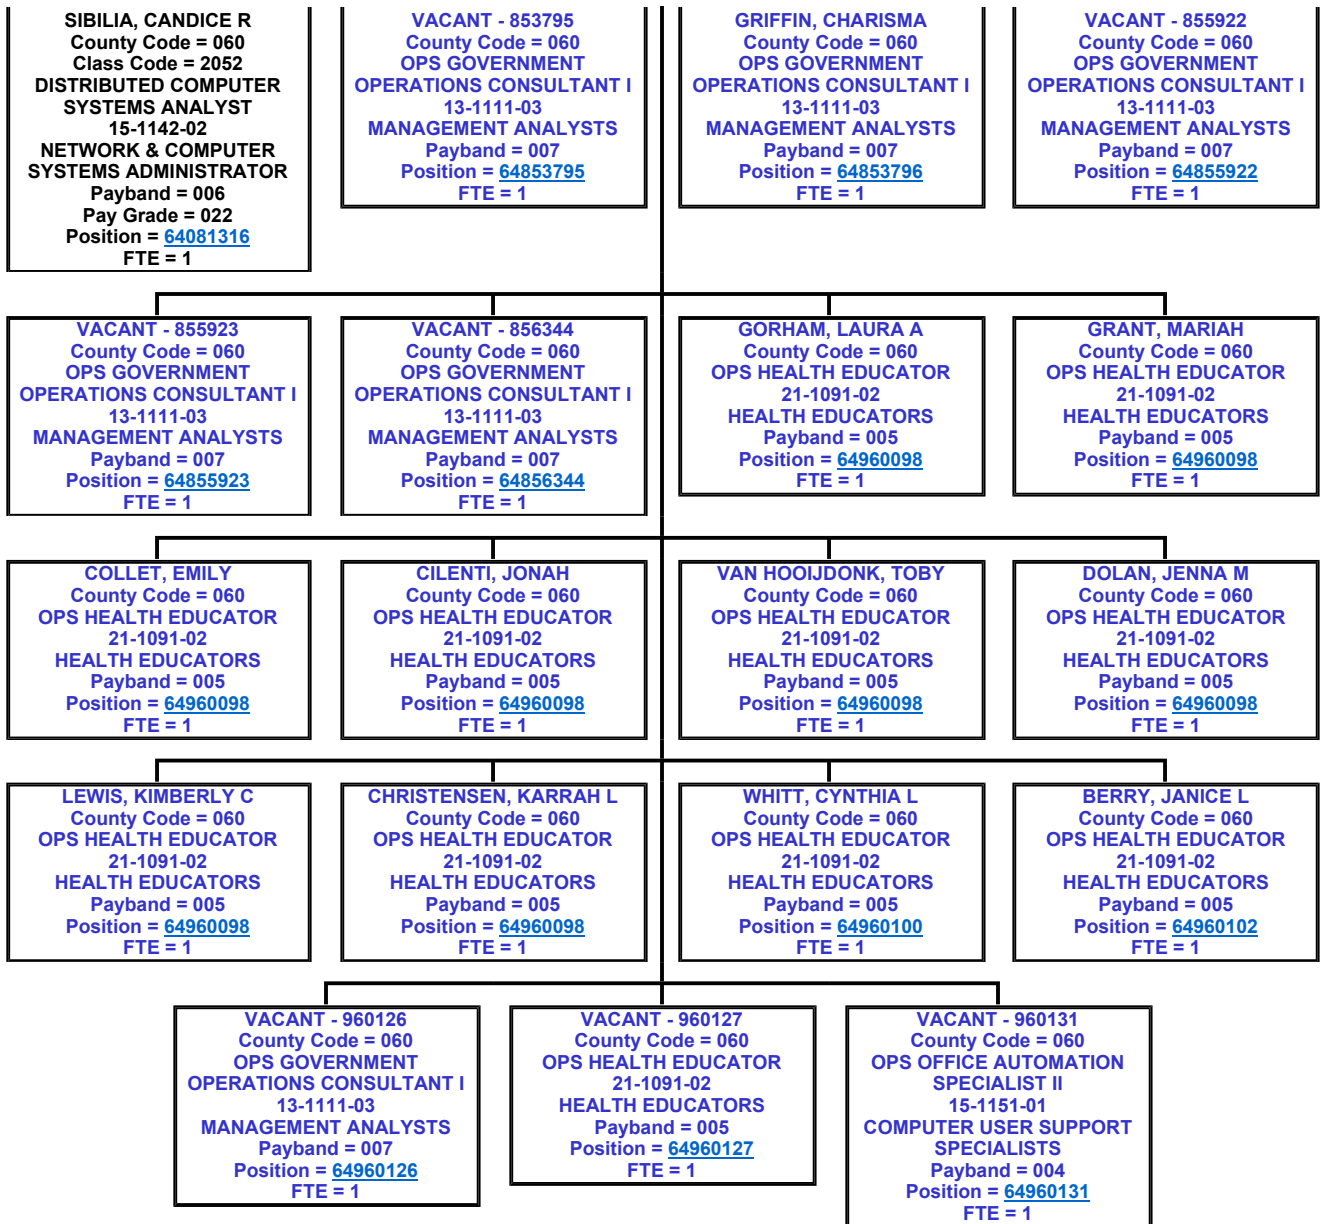 SIBILIA, CANDICE R
County Code = 060
Class Code = 2052
DISTRIBUTED COMPUTER
SYSTEMS ANALYST
15-1142-02
NETWORK & COMPUTER
SYSTEMS ADMINISTRATOR
Payband = 006
Pay Grade = 022
Position = 64081316
FTE = 1
VACANT - 853795
County Code = 060
OPS GOVERNMENT
OPERATIONS CONSULTANT I
13-1111-03
MANAGEMENT ANALYSTS
Payband = 007
Position = 64853795
FTE = 1
GRIFFIN, CHARISMA
County Code = 060
OPS GOVERNMENT
OPERATIONS CONSULTANT I
13-1111-03
MANAGEMENT ANALYSTS
Payband = 007
Position = 64853796
FTE = 1
VACANT - 855922
County Code = 060
OPS GOVERNMENT
OPERATIONS CONSULTANT I
13-1111-03
MANAGEMENT ANALYSTS
Payband = 007
Position = 64855922
FTE = 1
VACANT - 855923
County Code = 060
OPS GOVERNMENT
OPERATIONS CONSULTANT I
13-1111-03
MANAGEMENT ANALYSTS
Payband = 007
Position = 64855923
FTE = 1
VACANT - 856344
County Code = 060
OPS GOVERNMENT
OPERATIONS CONSULTANT I
13-1111-03
MANAGEMENT ANALYSTS
Payband = 007
Position = 64856344
FTE = 1
GORHAM, LAURA A
County Code = 060
OPS HEALTH EDUCATOR
21-1091-02
HEALTH EDUCATORS
Payband = 005
Position = 64960098
FTE = 1
GRANT, MARIAH
County Code = 060
OPS HEALTH EDUCATOR
21-1091-02
HEALTH EDUCATORS
Payband = 005
Position = 64960098
FTE = 1
COLLET, EMILY
County Code = 060
OPS HEALTH EDUCATOR
21-1091-02
HEALTH EDUCATORS
Payband = 005
Position = 64960098
FTE = 1
CILENTI, JONAH
County Code = 060
OPS HEALTH EDUCATOR
21-1091-02
HEALTH EDUCATORS
Payband = 005
Position = 64960098
FTE = 1
VAN HOOIJDONK, TOBY
County Code = 060
OPS HEALTH EDUCATOR
21-1091-02
HEALTH EDUCATORS
Payband = 005
Position = 64960098
FTE = 1
DOLAN, JENNA M
County Code = 060
OPS HEALTH EDUCATOR
21-1091-02
HEALTH EDUCATORS
Payband = 005
Position = 64960098
FTE = 1
LEWIS, KIMBERLY C
County Code = 060
OPS HEALTH EDUCATOR
21-1091-02
HEALTH EDUCATORS
Payband = 005
Position = 64960098
FTE = 1
CHRISTENSEN, KARRAH L
County Code = 060
OPS HEALTH EDUCATOR
21-1091-02
HEALTH EDUCATORS
Payband = 005
Position = 64960098
FTE = 1
WHITT, CYNTHIA L
County Code = 060
OPS HEALTH EDUCATOR
21-1091-02
HEALTH EDUCATORS
Payband = 005
Position = 64960100
FTE = 1
BERRY, JANICE L
County Code = 060
OPS HEALTH EDUCATOR
21-1091-02
HEALTH EDUCATORS
Payband = 005
Position = 64960102
FTE = 1
VACANT - 960126
County Code = 060
OPS GOVERNMENT
OPERATIONS CONSULTANT I
13-1111-03
MANAGEMENT ANALYSTS
Payband = 007
Position = 64960126
FTE = 1
VACANT - 960127
County Code = 060
OPS HEALTH EDUCATOR
21-1091-02
HEALTH EDUCATORS
Payband = 005
Position = 64960127
FTE = 1
VACANT - 960131
County Code = 060
OPS OFFICE AUTOMATION
SPECIALIST II
15-1151-01
COMPUTER USER SUPPORT
SPECIALISTS
Payband = 004
Position = 64960131
FTE = 1